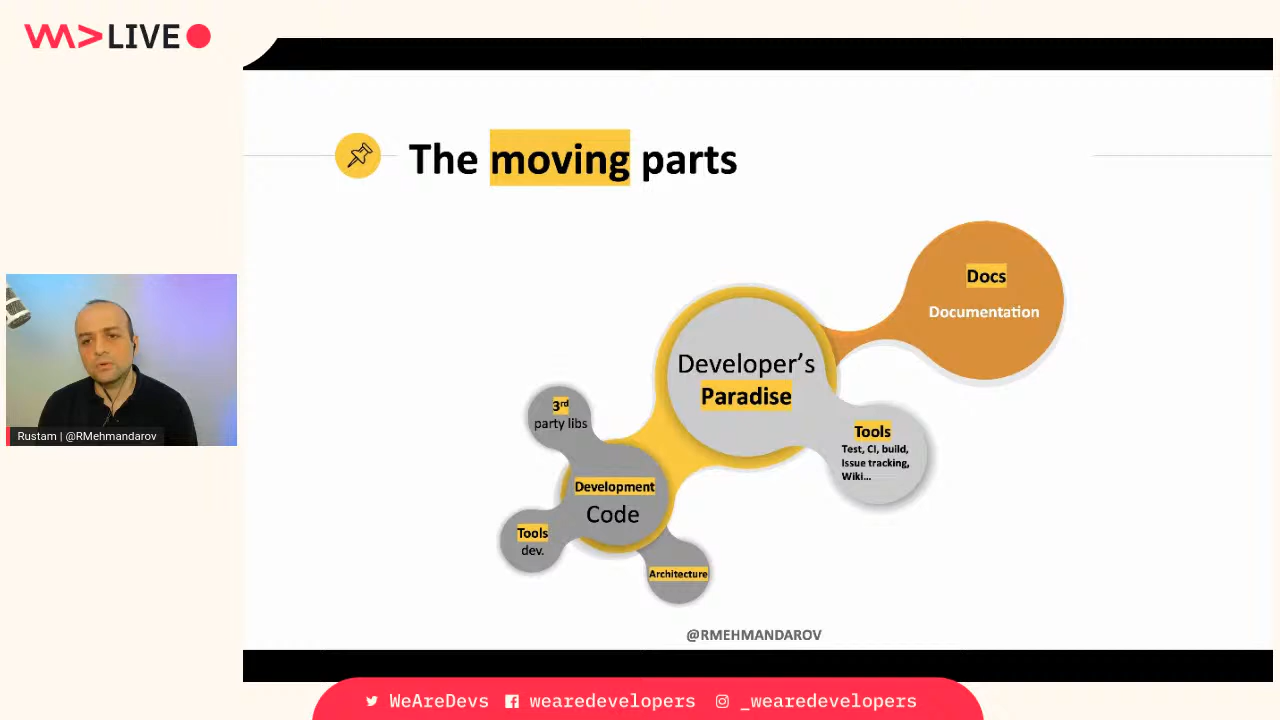 WA>LIVE
The moving parts
Docs
Documentation
Developer's
Paradise
3rd
party libs
Tools
Test, CI, build,
Issue tracking,
Wiki...
Development
Code
Tools
dev.
Architecture
Rustam | @RMehmandarov
@RMEHMANDAROV
WeAreDevs
wearedevelopers
_wearedevelopers